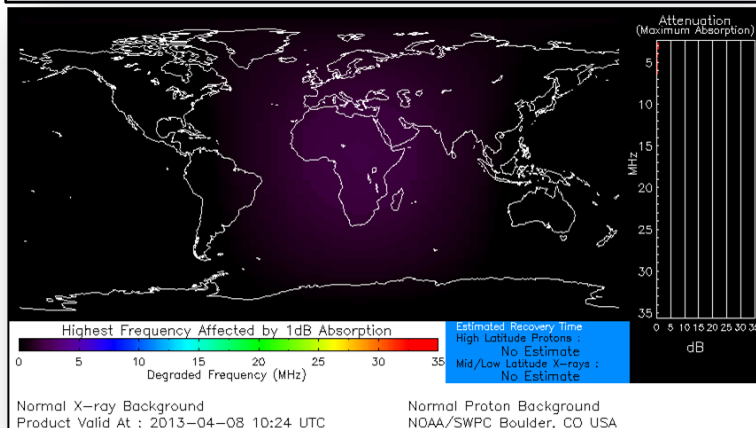 Attenuation
(Maximum Absorption)
5
10
15
20
25
30
35
MHz
0 5 10 15 20 25 30 35
dB
Highest Frequency Affected by 1dB Absorption
0 5 10 15 20 25 30 35
Degraded Frequency (MHz)
Estimated Recovery Time
High Latitude Protons :
No Estimate
Mid/Low Latitude X-rays :
No Estimate
Normal X-ray Background
Product Valid At : 2013-04-08 10:24 UTC
Normal Proton Background
NOAA/SWPC Boulder, CO USA